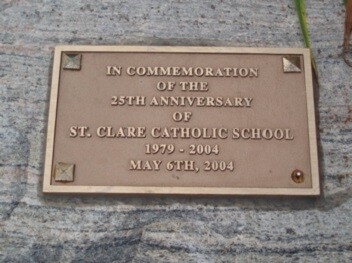 IN COMMEMORATION
OF THE
25TH ANNIVERSARY
OF
ST. CLARE CATHOLIC SCHOOL
1979 - 2004
MAY 6TH, 2004